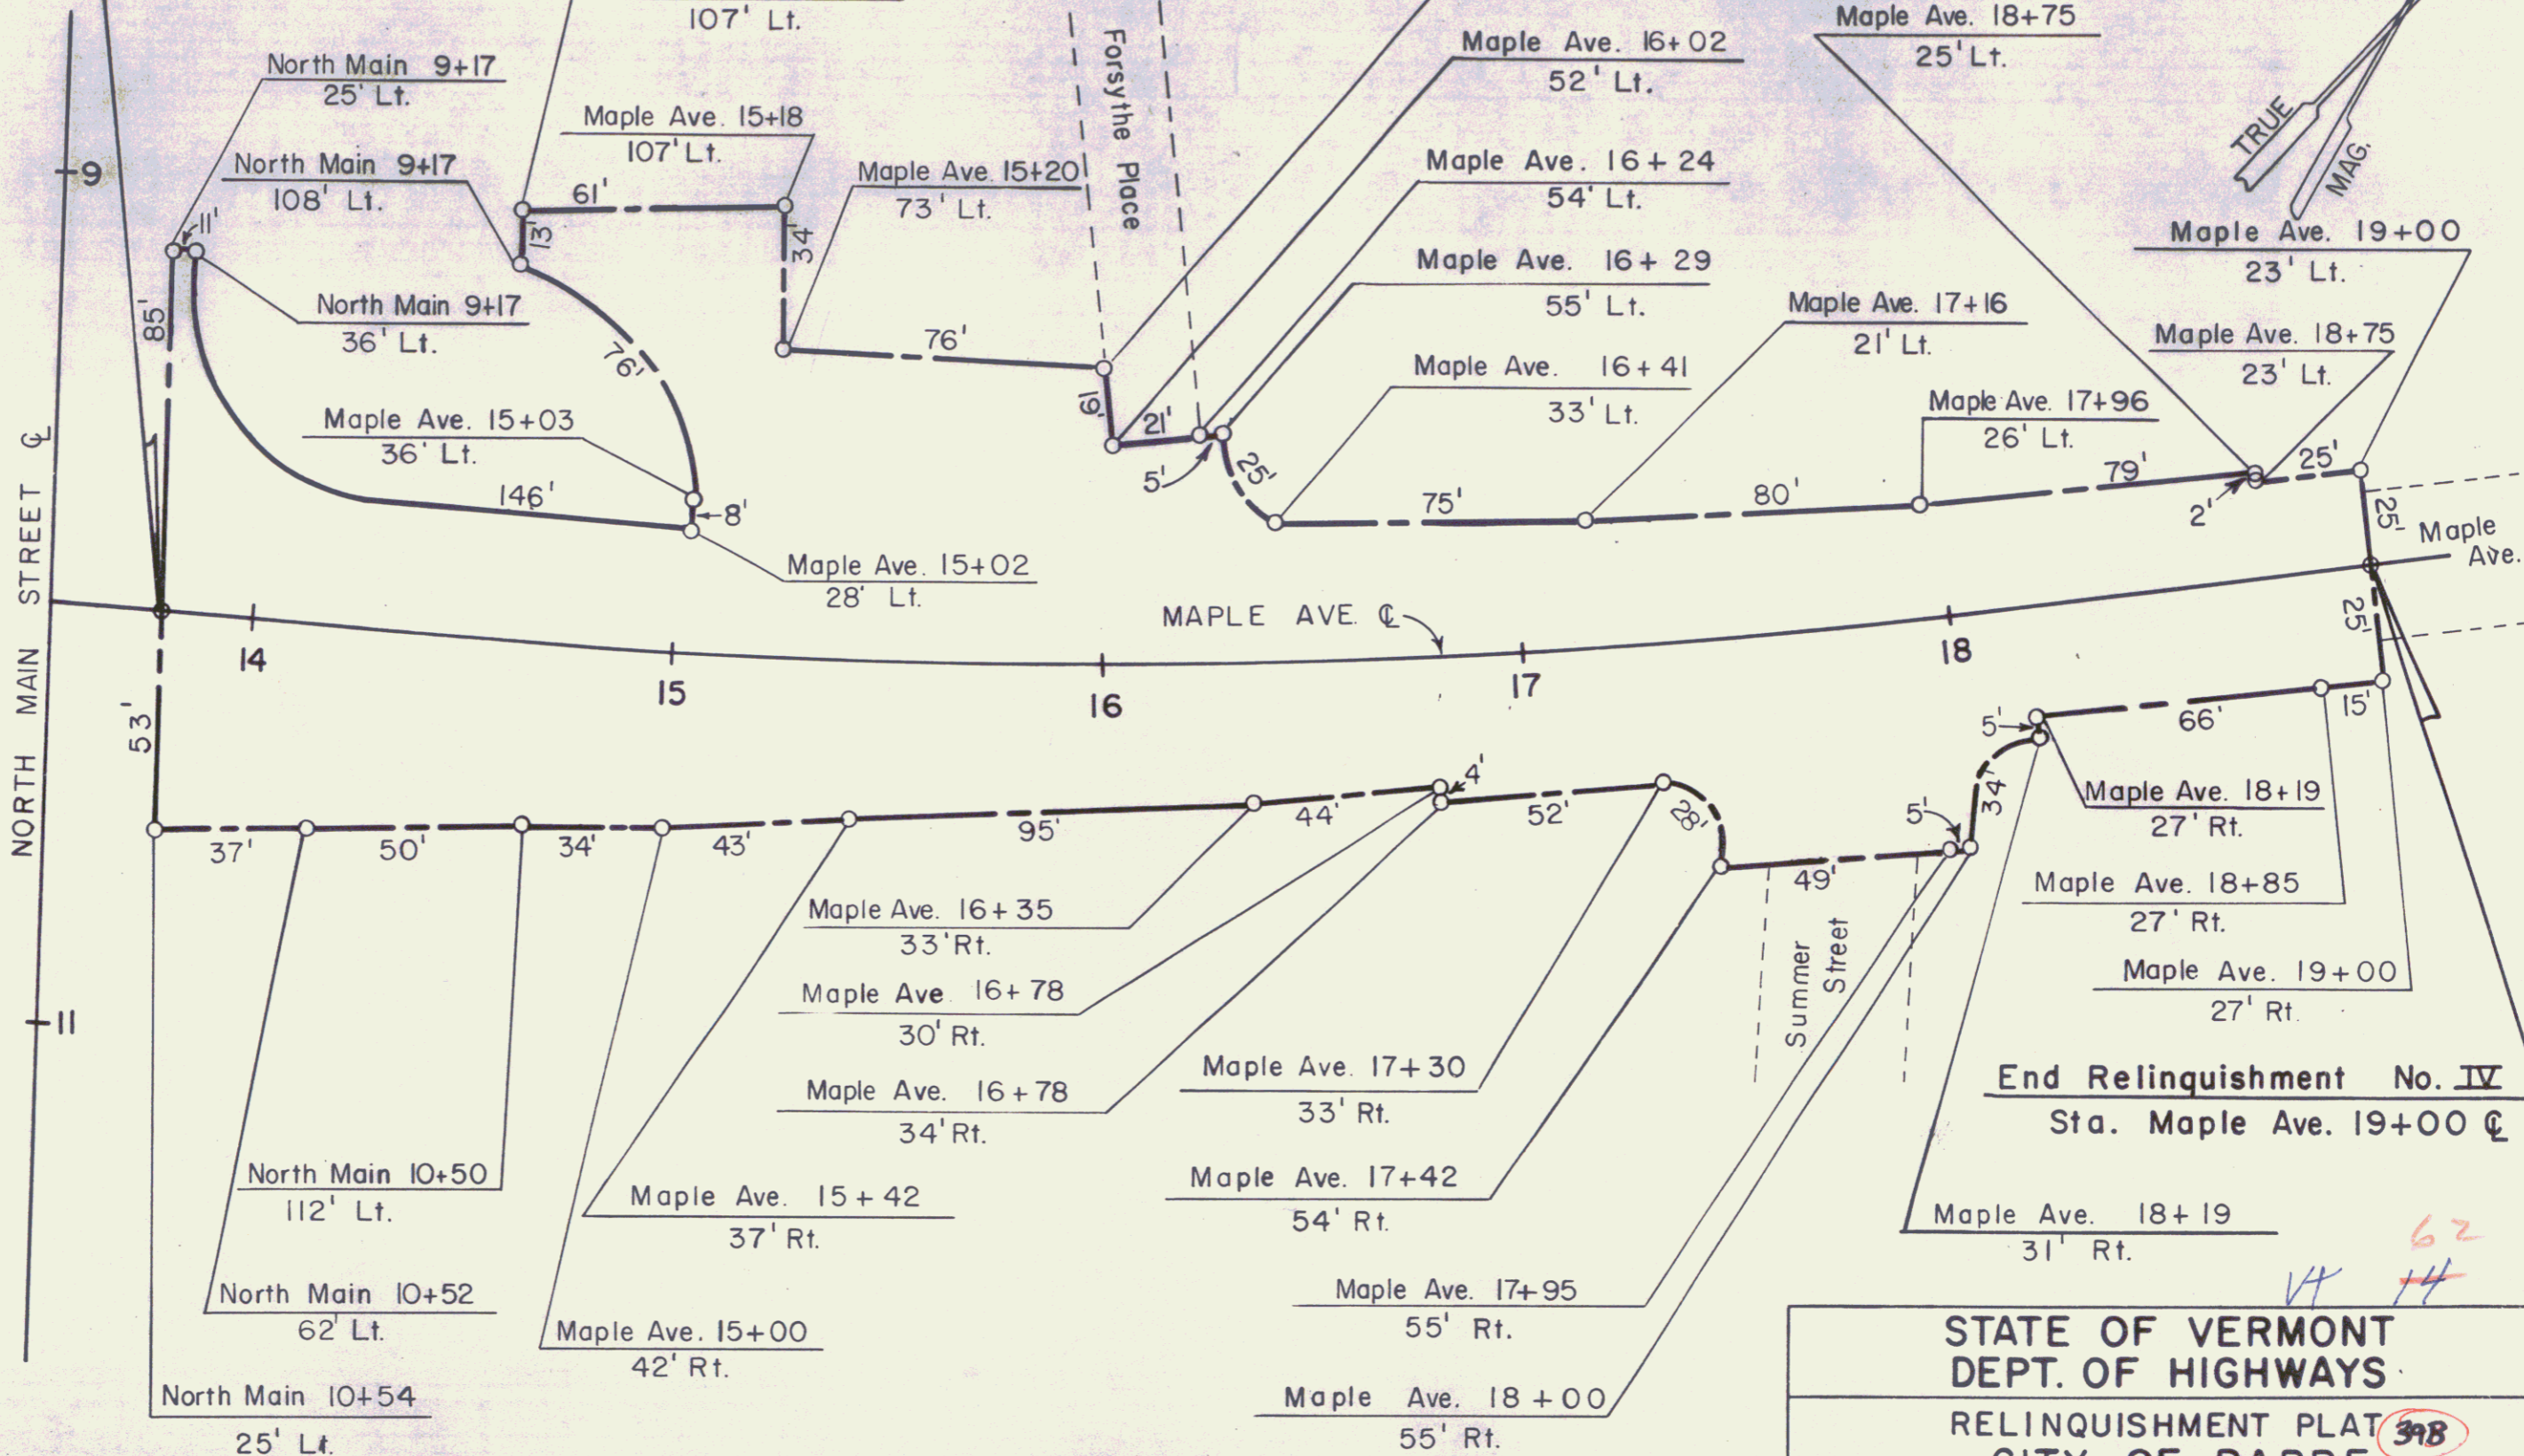 107' Lt.
North Main 9+17
25' Lt.
North Main 9+17
108' Lt.
Maple Ave. 15+18
107' Lt.
Maple Ave. 15+20
73' Lt.
Forsythe Place
Maple Ave. 16+02
52' Lt.
Maple Ave. 16+24
54' Lt.
Maple Ave. 16+29
55' Lt.
Maple Ave. 16+41
33' Lt.
Maple Ave. 18+75
25' Lt.
TRUE
MAG.
Maple Ave. 19+00
23' Lt.
Maple Ave. 17+16
21' Lt.
Maple Ave. 18+75
23' Lt.
Maple Ave. 17+96
26' Lt.
9
11'
61'
13'
34'
85'
North Main 9+17
36' Lt.
76'
76'
Maple Ave. 15+03
36' Lt.
146'
8'
Maple Ave. 15+02
28' Lt.
19'
21'
5'
25'
75'
80'
79'
2'
25'
25'
Maple
Ave.
25'
NORTH MAIN STREET ℄
MAPLE AVE. ℄
14
15
16
17
18
53'
37'
50'
34'
43'
95'
44'
4'
52'
28'
49'
5'
34'
5'
66'
15'
11
Summer
Street
Maple Ave. 18+19
27' Rt.
Maple Ave. 18+85
27' Rt.
Maple Ave. 19+00
27' Rt.
Maple Ave. 16+35
33' Rt.
Maple Ave 16+78
30' Rt.
Maple Ave. 16+78
34' Rt.
Maple Ave. 17+30
33' Rt.
Maple Ave. 17+42
54' Rt.
End Relinquishment No. IV
Sta. Maple Ave. 19+00 ℄
North Main 10+50
112' Lt.
Maple Ave. 15+42
37' Rt.
Maple Ave. 18+19
31' Rt.
North Main 10+52
62' Lt.
Maple Ave. 15+00
42' Rt.
Maple Ave. 17+95
55' Rt.
North Main 10+54
25' Lt.
Maple Ave. 18+00
55' Rt.
62
VT 14
STATE OF VERMONT
DEPT. OF HIGHWAYS
RELINQUISHMENT PLAT 39B
CITY OF BARRE